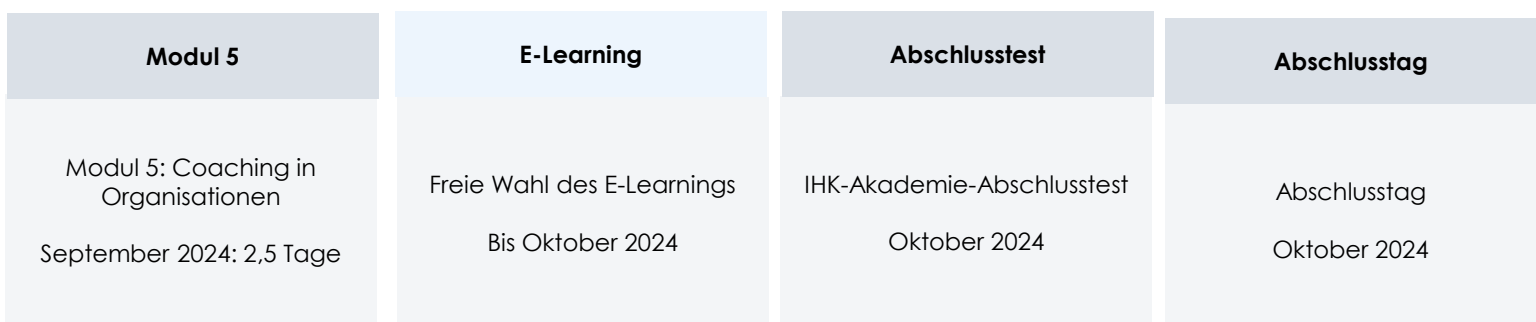 Modul 5
Modul 5: Coaching in
Organisationen
September 2024: 2,5 Tage
E-Learning
Freie Wahl des E-Learnings
Bis Oktober 2024
Abschlusstest
IHK-Akademie-Abschlusstest
Oktober 2024
Abschlusstag
Abschlusstag
Oktober 2024